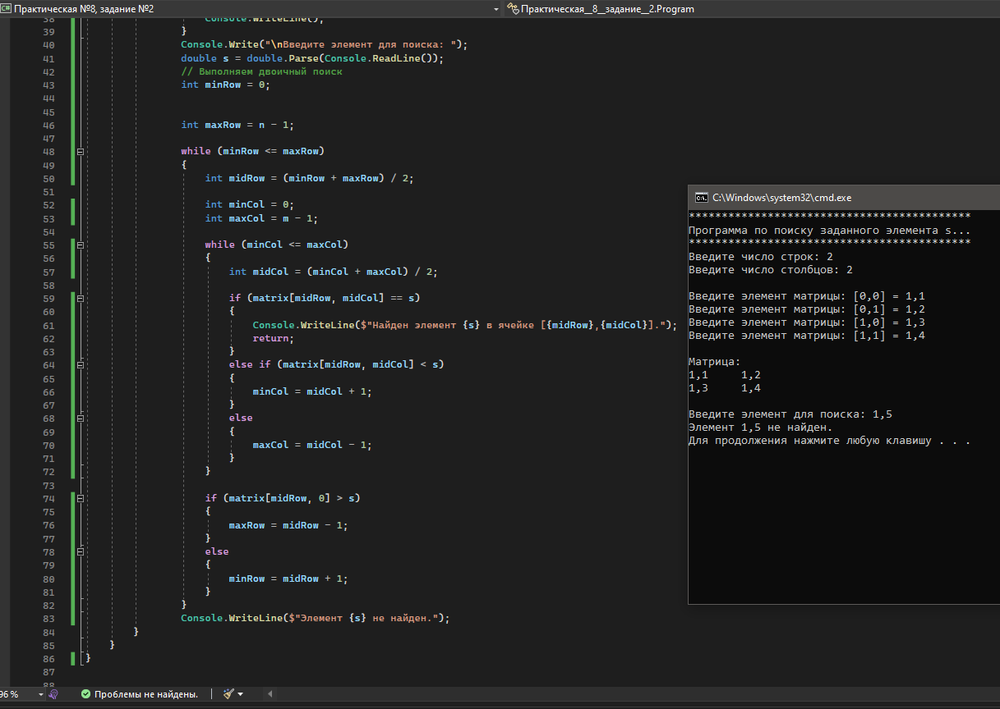 Практическая №8, задание №2
Практическая__8__задание__2.Program
38 Console.WriteLine();
39 }
40 Console.Write("\nВведите элемент для поиска: ");
41 double s = double.Parse(Console.ReadLine());
42 // Выполняем двоичный поиск
43 int minRow = 0;
44
45
46 int maxRow = n - 1;
47
48 while (minRow <= maxRow)
49 {
50 int midRow = (minRow + maxRow) / 2;
51
52 int minCol = 0;
53 int maxCol = m - 1;
54
55 while (minCol <= maxCol)
56 {
57 int midCol = (minCol + maxCol) / 2;
58
59 if (matrix[midRow, midCol] == s)
60 {
61 Console.WriteLine($"Найден элемент {s} в ячейке [{midRow},{midCol}].");
62 return;
63 }
64 else if (matrix[midRow, midCol] < s)
65 {
66 minCol = midCol + 1;
67 }
68 else
69 {
70 maxCol = midCol - 1;
71 }
72 }
73
74 if (matrix[midRow, 0] > s)
75 {
76 maxRow = midRow - 1;
77 }
78 else
79 {
80 minRow = midRow + 1;
81 }
82 }
83 Console.WriteLine($"Элемент {s} не найден.");
84 }
85 }
86 }
87
88
96 %
Проблемы не найдены.
C:\Windows\system32\cmd.exe
*******************************************
Программа по поиску заданного элемента s...
*******************************************
Введите число строк: 2
Введите число столбцов: 2
Введите элемент матрицы: [0,0] = 1,1
Введите элемент матрицы: [0,1] = 1,2
Введите элемент матрицы: [1,0] = 1,3
Введите элемент матрицы: [1,1] = 1,4
Матрица:
1,1 1,2
1,3 1,4
Введите элемент для поиска: 1,5
Элемент 1,5 не найден.
Для продолжения нажмите любую клавишу . . .